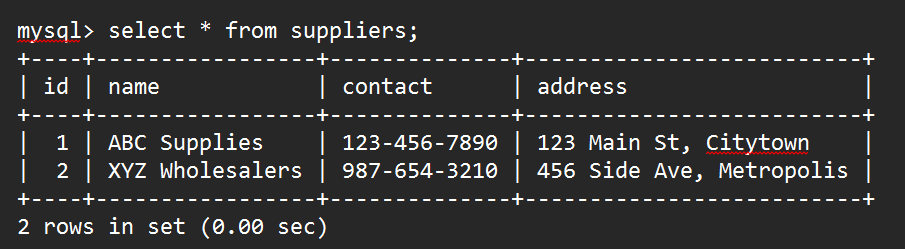 mysql> select * from suppliers;
+----+-----------------+--------------+--------------------------+
| id | name            | contact      | address                  |
+----+-----------------+--------------+--------------------------+
|  1 | ABC Supplies    | 123-456-7890 | 123 Main St, Citytown    |
|  2 | XYZ Wholesalers | 987-654-3210 | 456 Side Ave, Metropolis |
+----+-----------------+--------------+--------------------------+
2 rows in set (0.00 sec)